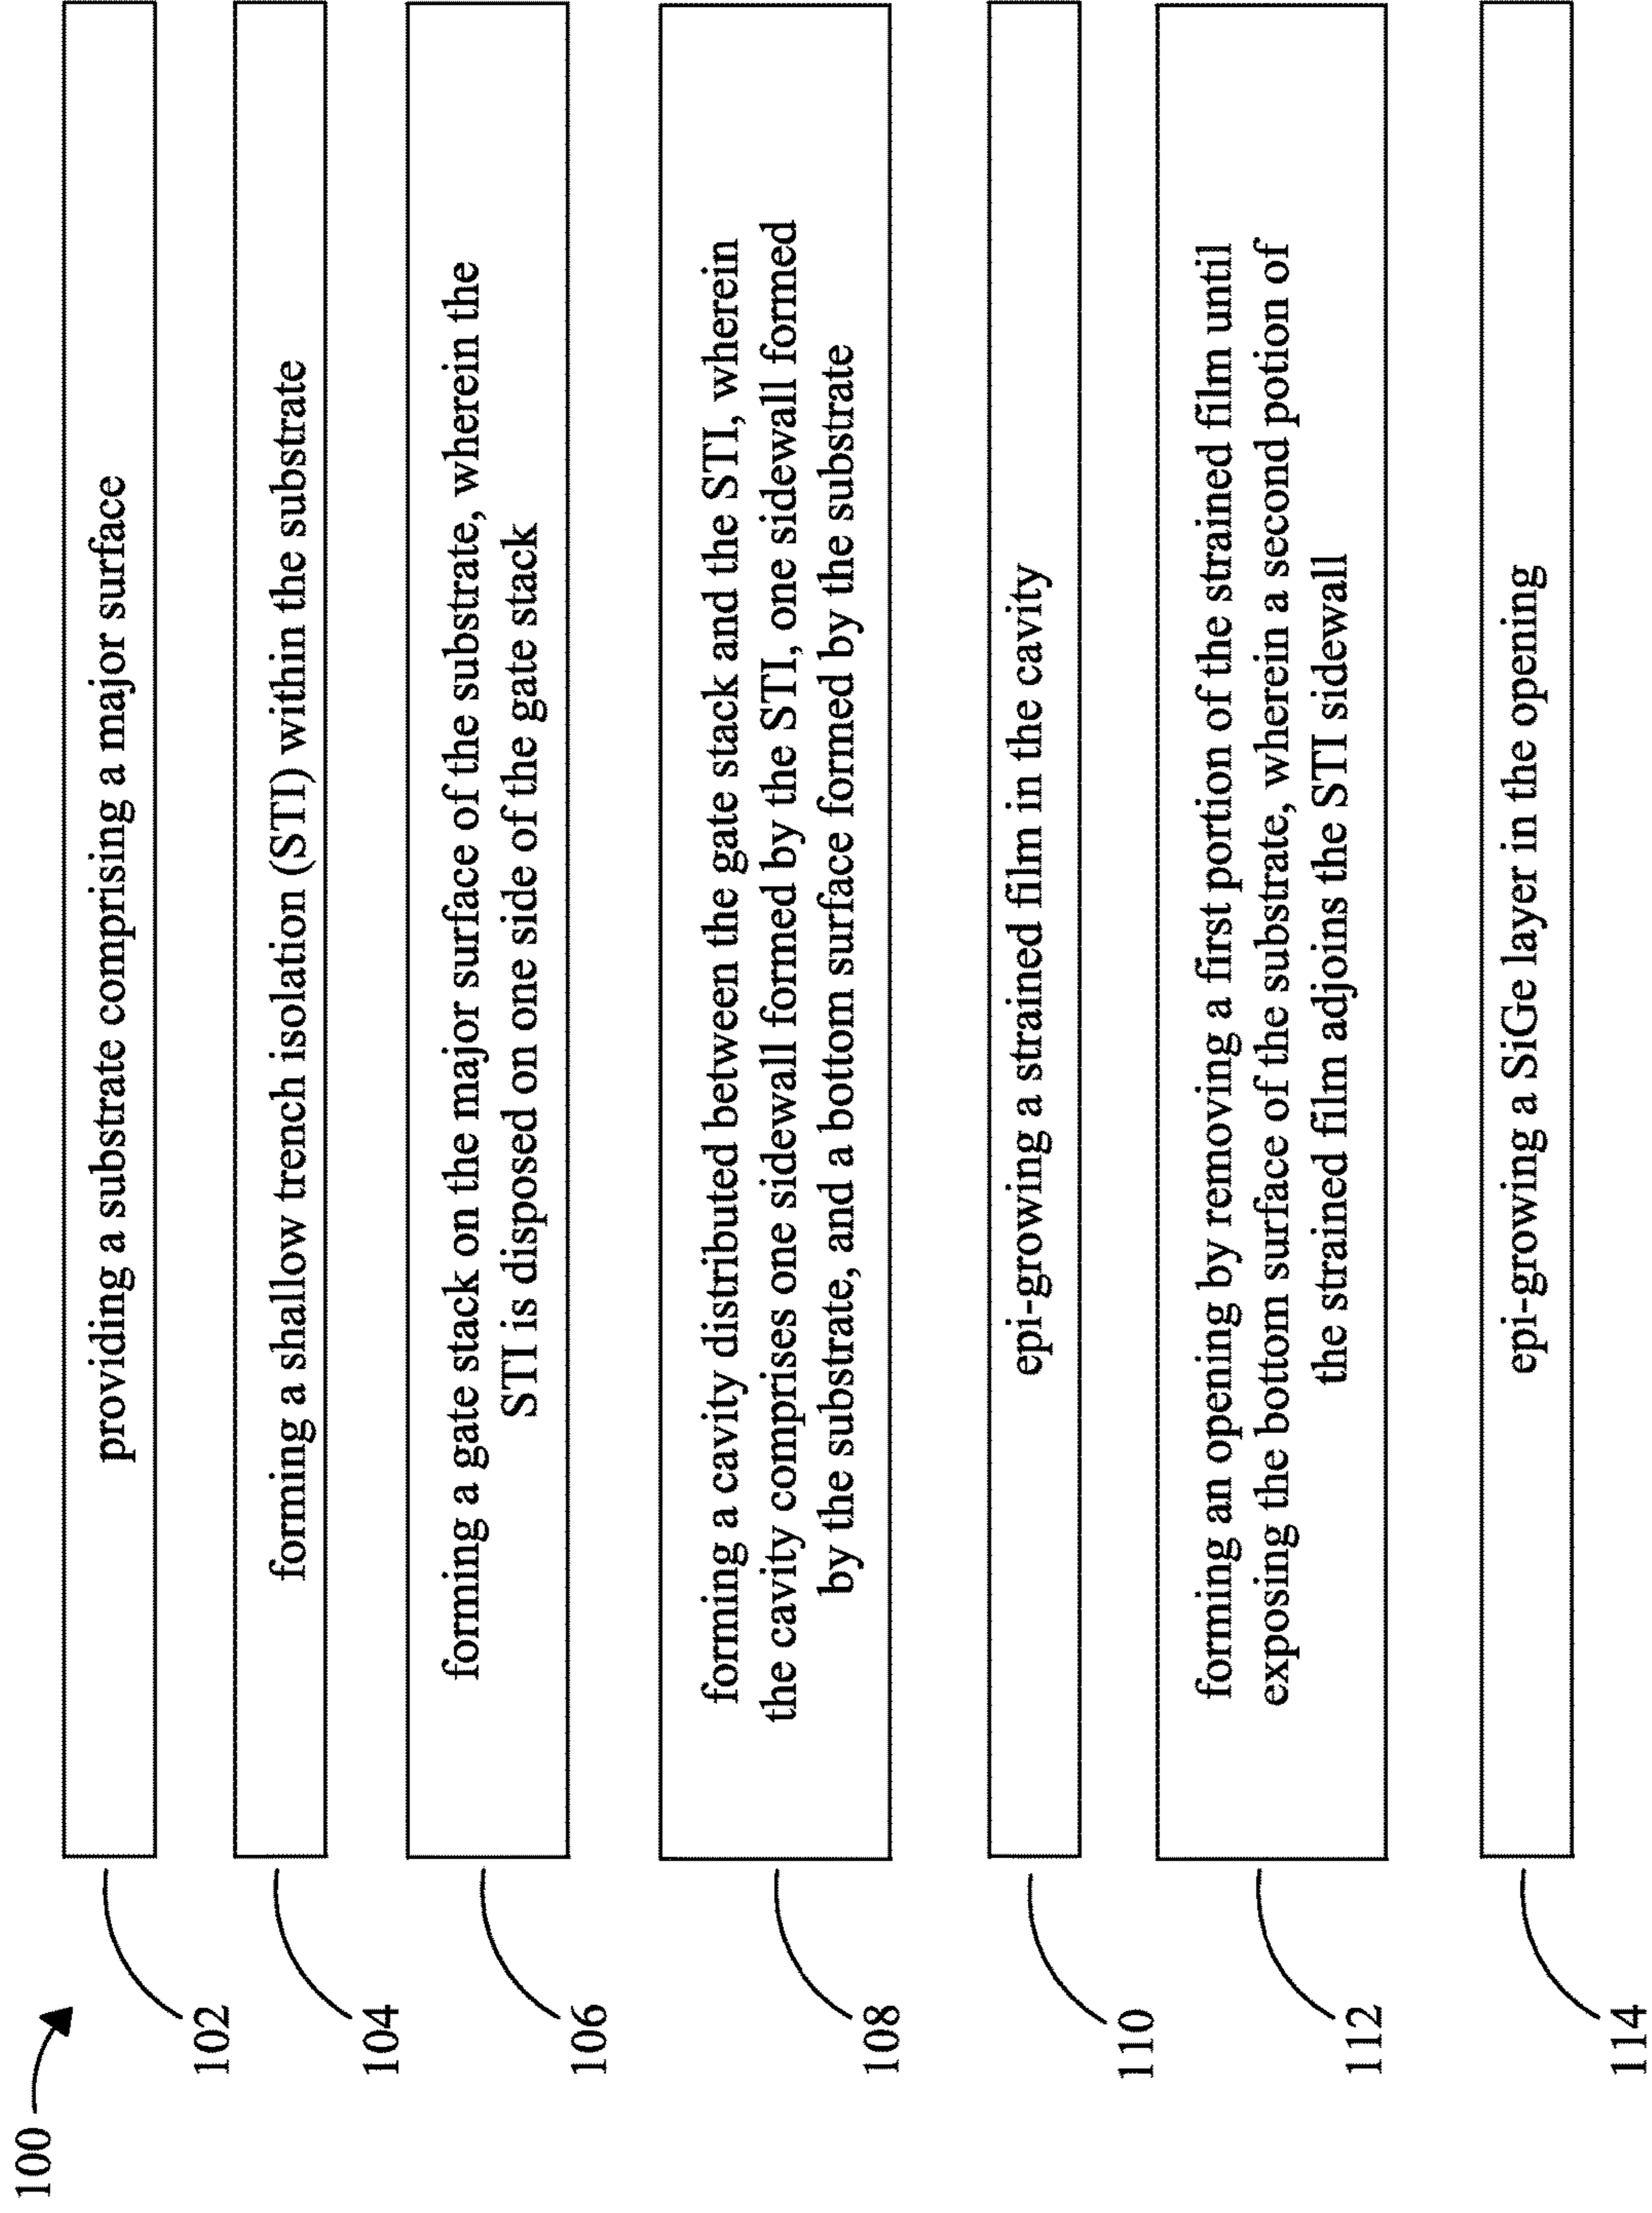 100
102
providing a substrate comprising a major surface
104
forming a shallow trench isolation (STI) within the substrate
106
forming a gate stack on the major surface of the substrate, wherein the
STI is disposed on one side of the gate stack
108
forming a cavity distributed between the gate stack and the STI, wherein
the cavity comprises one sidewall formed by the STI, one sidewall formed
by the substrate, and a bottom surface formed by the substrate
110
epi-growing a strained film in the cavity
112
forming an opening by removing a first portion of the strained film until
exposing the bottom surface of the substrate, wherein a second potion of
the strained film adjoins the STI sidewall
114
epi-growing a SiGe layer in the opening